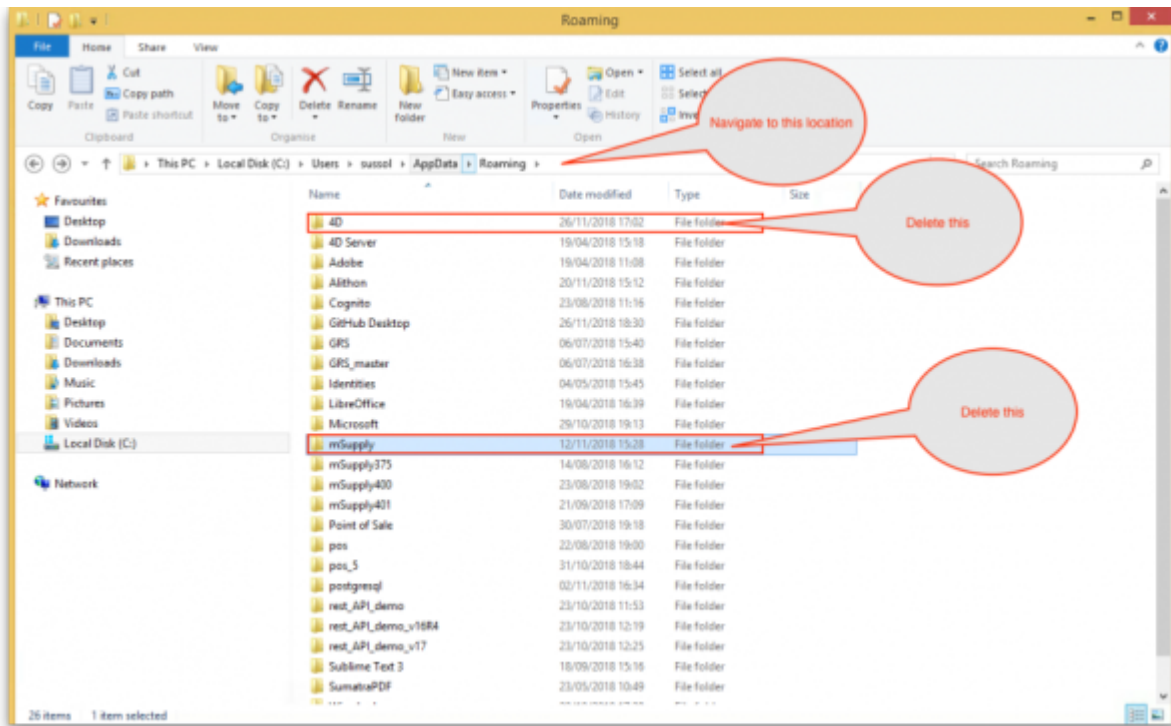 Roaming
File Home Share View
Copy
Paste
Cut
Copy path
Paste shortcut
Clipboard
Move to
Copy to
Delete
Rename
Organise
New folder
New item
Easy access
New
Properties
Open
Edit
History
Open
Select all
Navigate to this location
This PC Local Disk (C:) Users sussol AppData Roaming
Search Roaming
Favourites
Desktop
Downloads
Recent places
This PC
Desktop
Documents
Downloads
Music
Pictures
Videos
Local Disk (C:)
Network
Name Date modified Type Size
4D 26/11/2018 17:02 File folder
Delete this
4D Server 19/04/2018 15:18 File folder
Adobe 19/04/2018 11:08 File folder
Alithon 20/11/2018 15:12 File folder
Cognito 23/08/2018 11:16 File folder
GitHub Desktop 26/11/2018 18:30 File folder
GRS 06/07/2018 15:40 File folder
GRS_master 06/07/2018 16:38 File folder
Identities 04/05/2018 15:45 File folder
LibreOffice 19/04/2018 16:39 File folder
Microsoft 29/10/2018 19:13 File folder
mSupply 12/11/2018 15:28 File folder
Delete this
mSupply375 14/08/2018 16:12 File folder
mSupply400 23/08/2018 19:02 File folder
mSupply401 21/09/2018 17:09 File folder
Point of Sale 30/07/2018 19:18 File folder
pos 22/08/2018 19:00 File folder
pos_5 31/10/2018 18:44 File folder
postgresql 02/11/2018 16:34 File folder
rest_API_demo 23/10/2018 11:53 File folder
rest_API_demo_v16R4 23/10/2018 12:19 File folder
rest_API_demo_v17 23/10/2018 12:25 File folder
Sublime Text 3 18/09/2018 15:16 File folder
SumatraPDF 23/05/2018 10:49 File folder
26 items 1 item selected